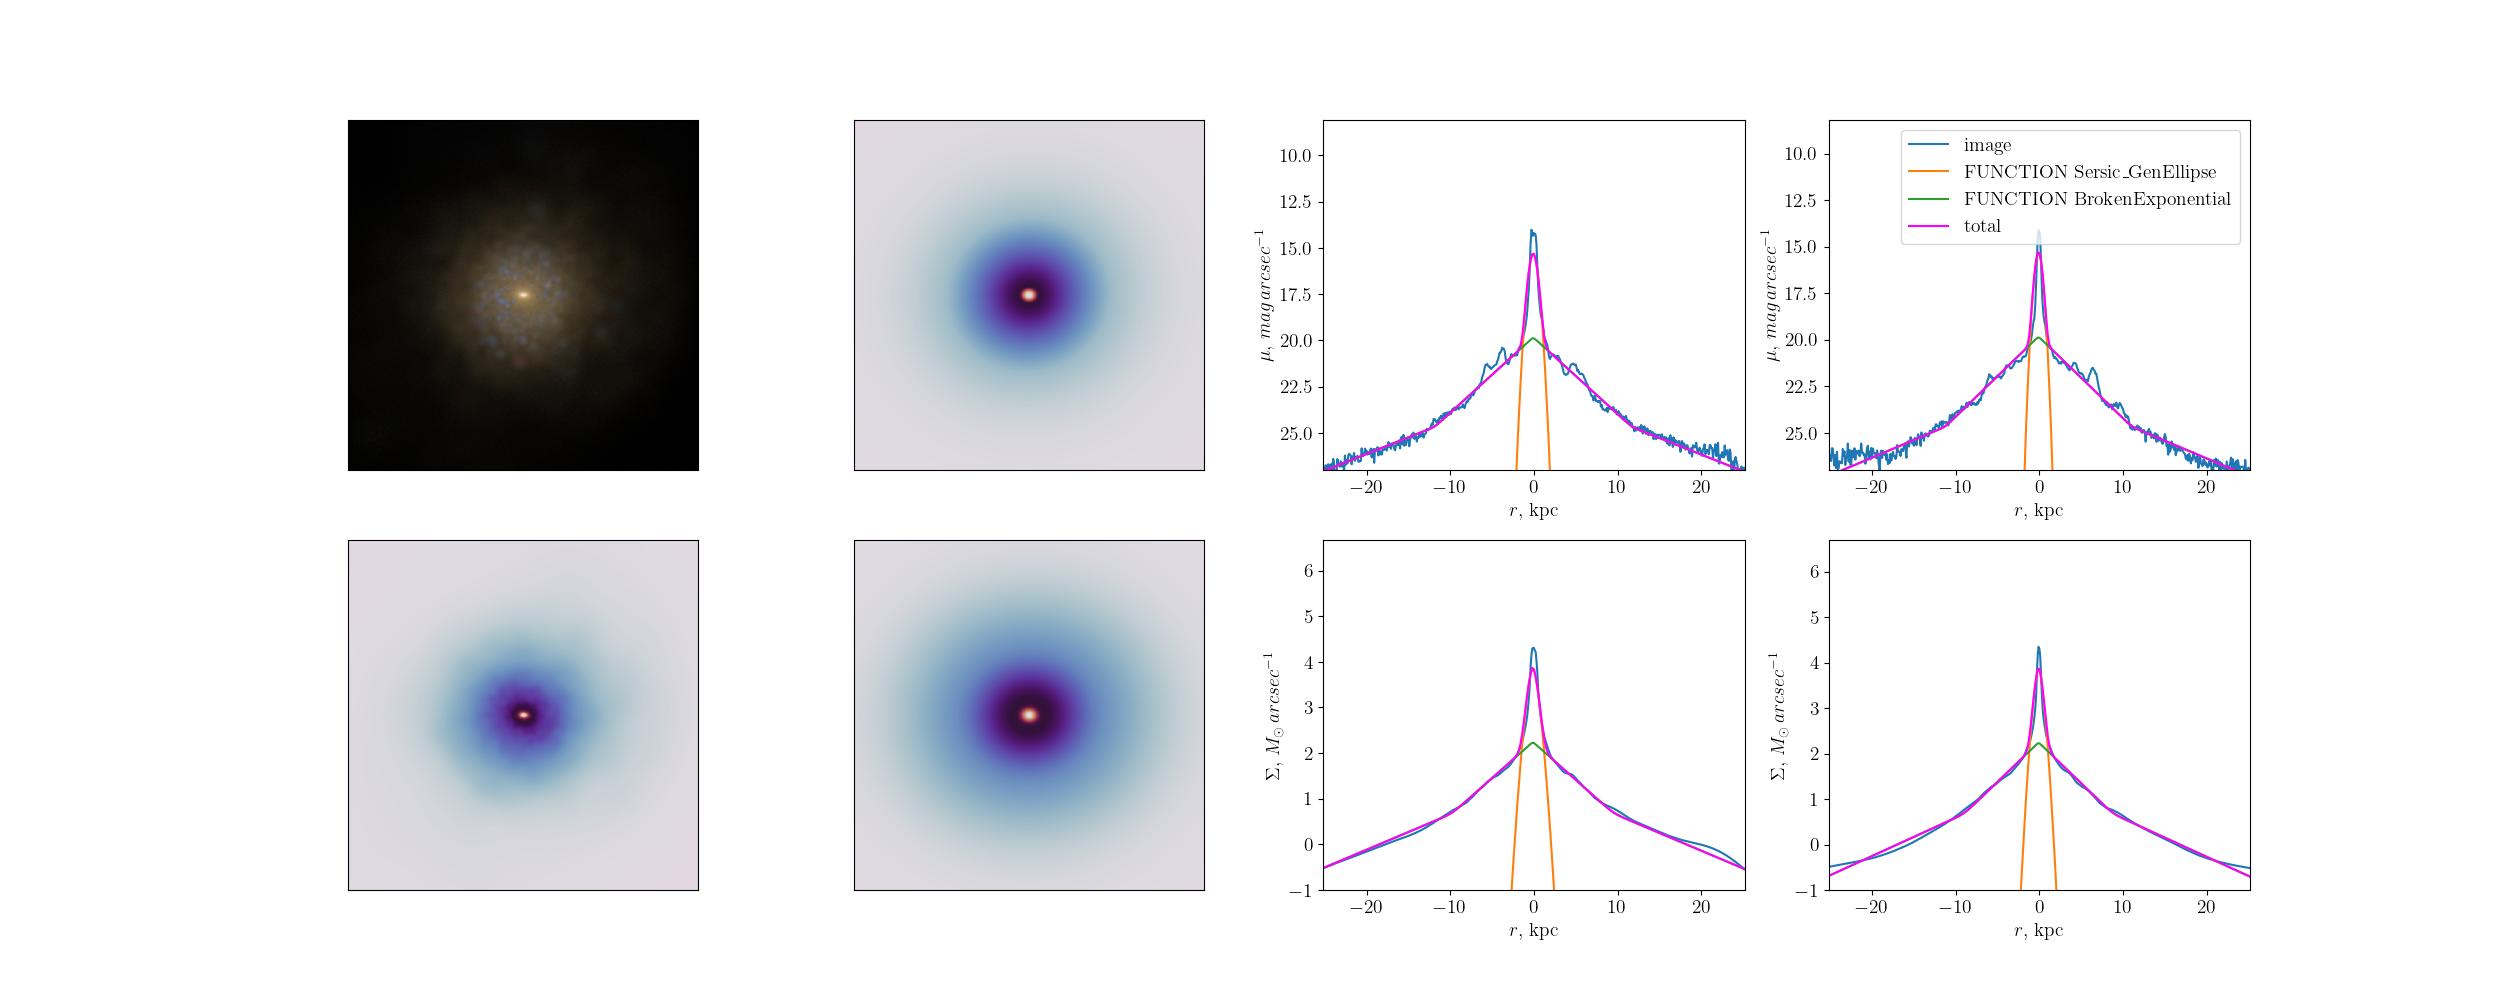 10.0
12.5
15.0
17.5
20.0
22.5
25.0
μ, magarcsec⁻¹
−20 −10 0 10 20
r, kpc
10.0
12.5
15.0
17.5
20.0
22.5
25.0
μ, magarcsec⁻¹
image
FUNCTION Sersic_GenEllipse
FUNCTION BrokenExponential
total
−20 −10 0 10 20
r, kpc
6
5
4
3
2
1
0
−1
Σ, M⊙ arcsec⁻¹
−20 −10 0 10 20
r, kpc
6
5
4
3
2
1
0
−1
Σ, M⊙ arcsec⁻¹
−20 −10 0 10 20
r, kpc